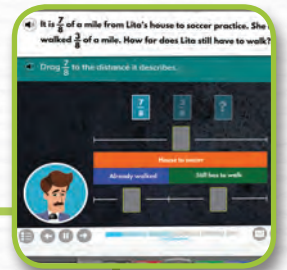 It is 7/8 of a mile from Lita's house to soccer practice. She
walked 3/8 of a mile. How far does Lita still have to walk?
Drag 7/8 to the distance it describes.
7/8 3/8 ?
House to soccer
Already walked Still has to walk